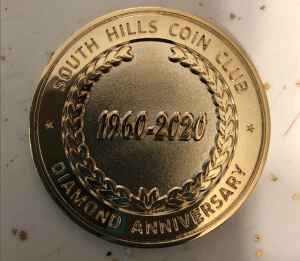 SOUTH HILLS COIN CLUB
1960-2020
DIAMOND ANNIVERSARY